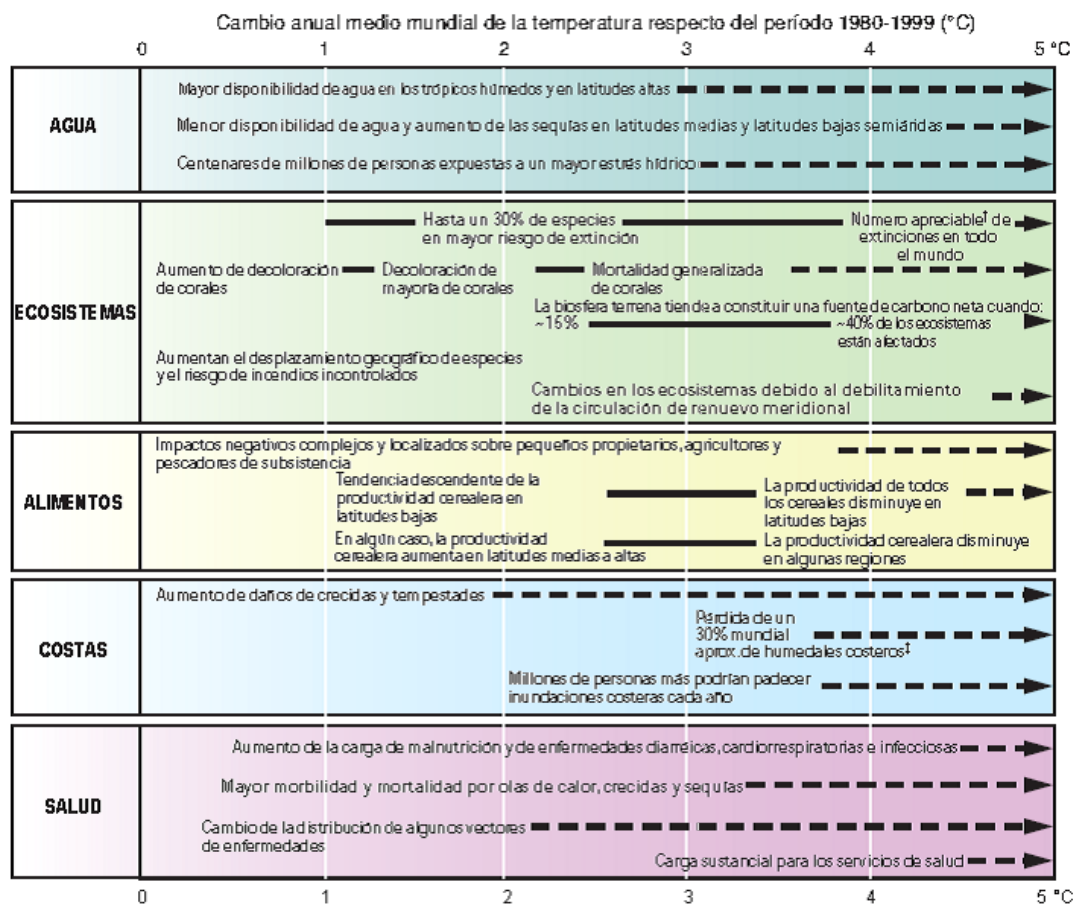 Cambio anual medio mundial de la temperatura respecto del período 1980-1999 (°C)
0 1 2 3 4 5 °C
AGUA
Mayor disponibilidad de agua en los trópicos húmedos y en latitudes altas
Menor disponibilidad de agua y aumento de las sequías en latitudes medias y latitudes bajas semiáridas
Centenares de millones de personas expuestas a un mayor estrés hídrico
ECOSISTEMAS
Hasta un 30% de especies
en mayor riesgo de extinción
Número apreciable† de
extinciones en todo
el mundo
Aumento de decoloración
de corales
Decoloración de
mayoría de corales
Mortalidad generalizada
de corales
La biosfera terrena tiende a constituir una fuente de carbono neta cuando:
~15%
~40% de los ecosistemas
están afectados
Aumentan el desplazamiento geográfico de especies
y el riesgo de incendios incontrolados
Cambios en los ecosistemas debido al debilitamiento
de la circulación de renuevo meridional
ALIMENTOS
Impactos negativos complejos y localizados sobre pequeños propietarios, agricultores y
pescadores de subsistencia
Tendencia descendente de la
productividad cerealera en
latitudes bajas
La productividad de todos
los cereales disminuye en
latitudes bajas
En algún caso, la productividad
cerealera aumenta en latitudes medias a altas
La productividad cerealera disminuye
en algunas regiones
COSTAS
Aumento de daños de crecidas y tempestades
Pérdida de un
30% mundial
aprox. de humedales costeros‡
Millones de personas más podrían padecer
inundaciones costeras cada año
SALUD
Aumento de la carga de malnutrición y de enfermedades diarréicas, cardiorrespiratorias e infecciosas
Mayor morbilidad y mortalidad por olas de calor, crecidas y sequías
Cambio de la distribución de algunos vectores
de enfermedades
Carga sustancial para los servicios de salud
0 1 2 3 4 5 °C